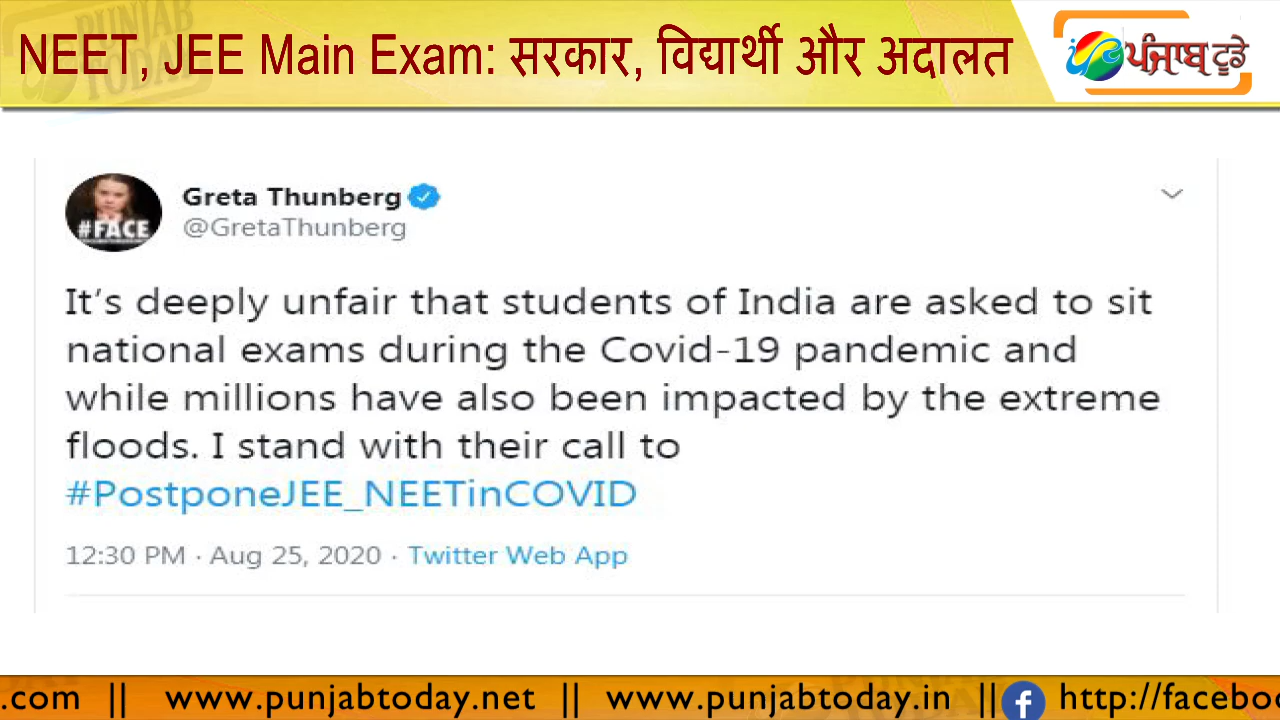 NEET, JEE Main Exam: सरकार, विद्यार्थी और अदालत
ਪੰਜਾਬ ਟੂਡੇ
PUNJAB
TODAY
#FACE
Greta Thunberg
@GretaThunberg
It's deeply unfair that students of India are asked to sit
national exams during the Covid-19 pandemic and
while millions have also been impacted by the extreme
floods. I stand with their call to
#PostponeJEE_NEETinCOVID
12:30 PM · Aug 25, 2020 · Twitter Web App
.com || www.punjabtoday.net || www.punjabtoday.in || f http://faceboo